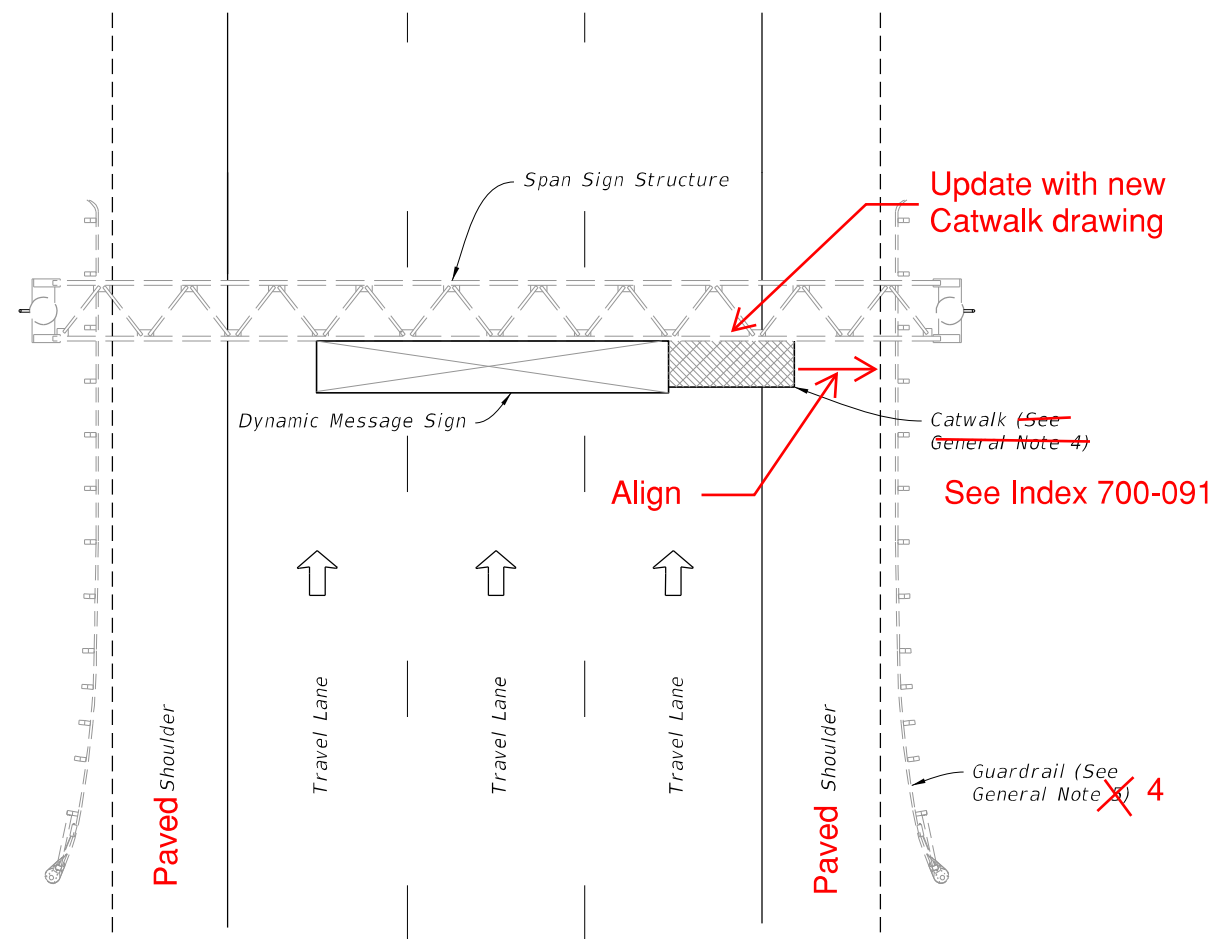 Span Sign Structure
Update with new
Catwalk drawing
Dynamic Message Sign
Catwalk (See
General Note 4)
Align
See Index 700-091
Travel Lane
Travel Lane
Travel Lane
Paved Shoulder
Paved Shoulder
Guardrail (See
General Note 5) 4